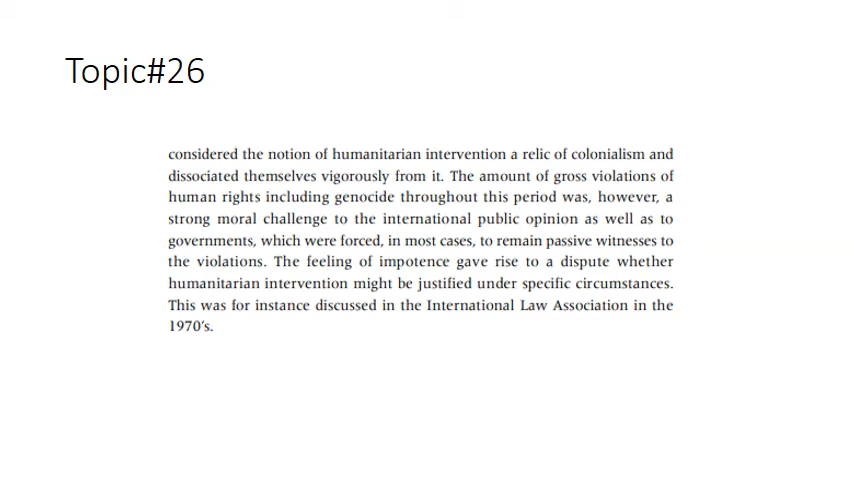 Topic#26
considered the notion of humanitarian intervention a relic of colonialism and
dissociated themselves vigorously from it. The amount of gross violations of
human rights including genocide throughout this period was, however, a
strong moral challenge to the international public opinion as well as to
governments, which were forced, in most cases, to remain passive witnesses to
the violations. The feeling of impotence gave rise to a dispute whether
humanitarian intervention might be justified under specific circumstances.
This was for instance discussed in the International Law Association in the
1970's.